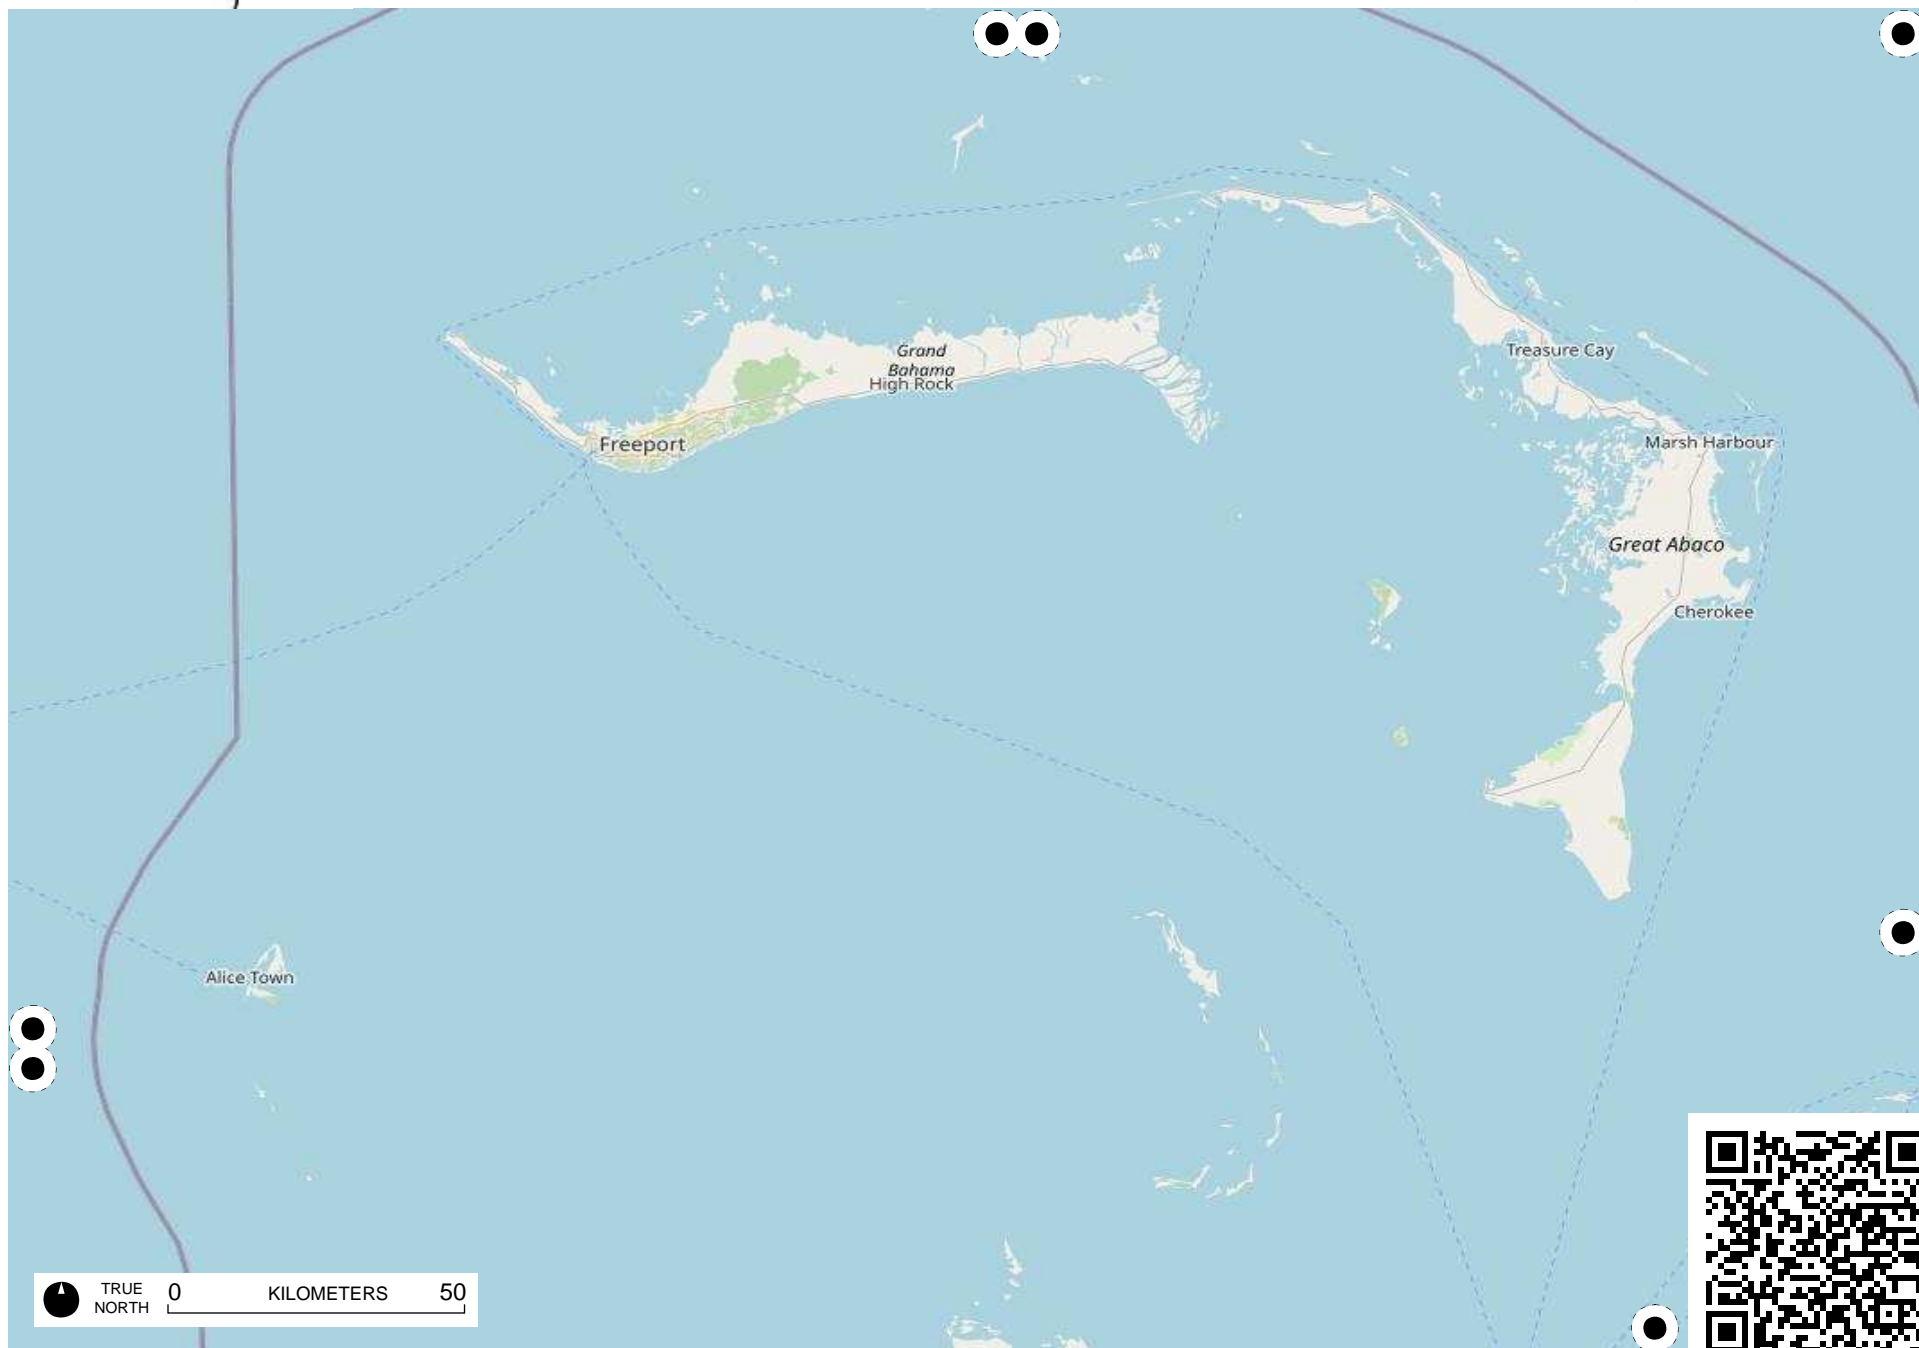 Grand
Bahama
High Rock
Treasure Cay
Freeport
Marsh Harbour
Great Abaco
Cherokee
Alice Town
TRUE
NORTH
0 KILOMETERS 50